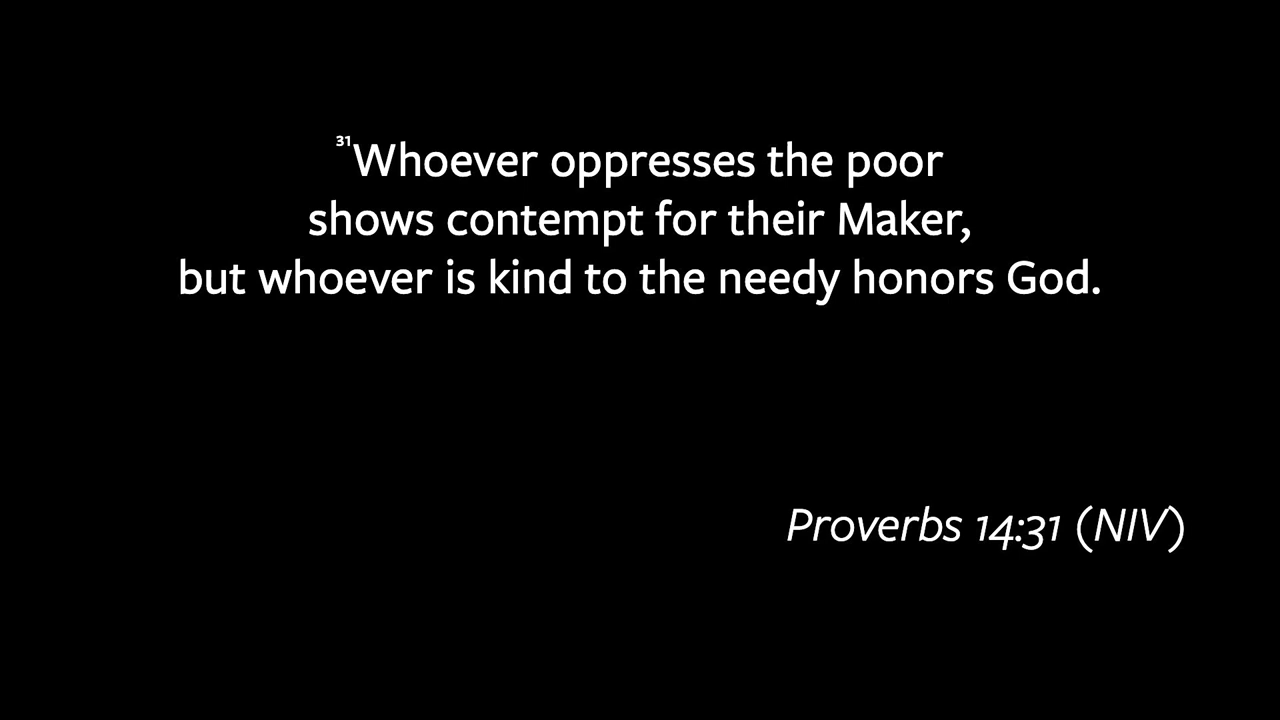 31Whoever oppresses the poor
shows contempt for their Maker,
but whoever is kind to the needy honors God.
Proverbs 14:31 (NIV)